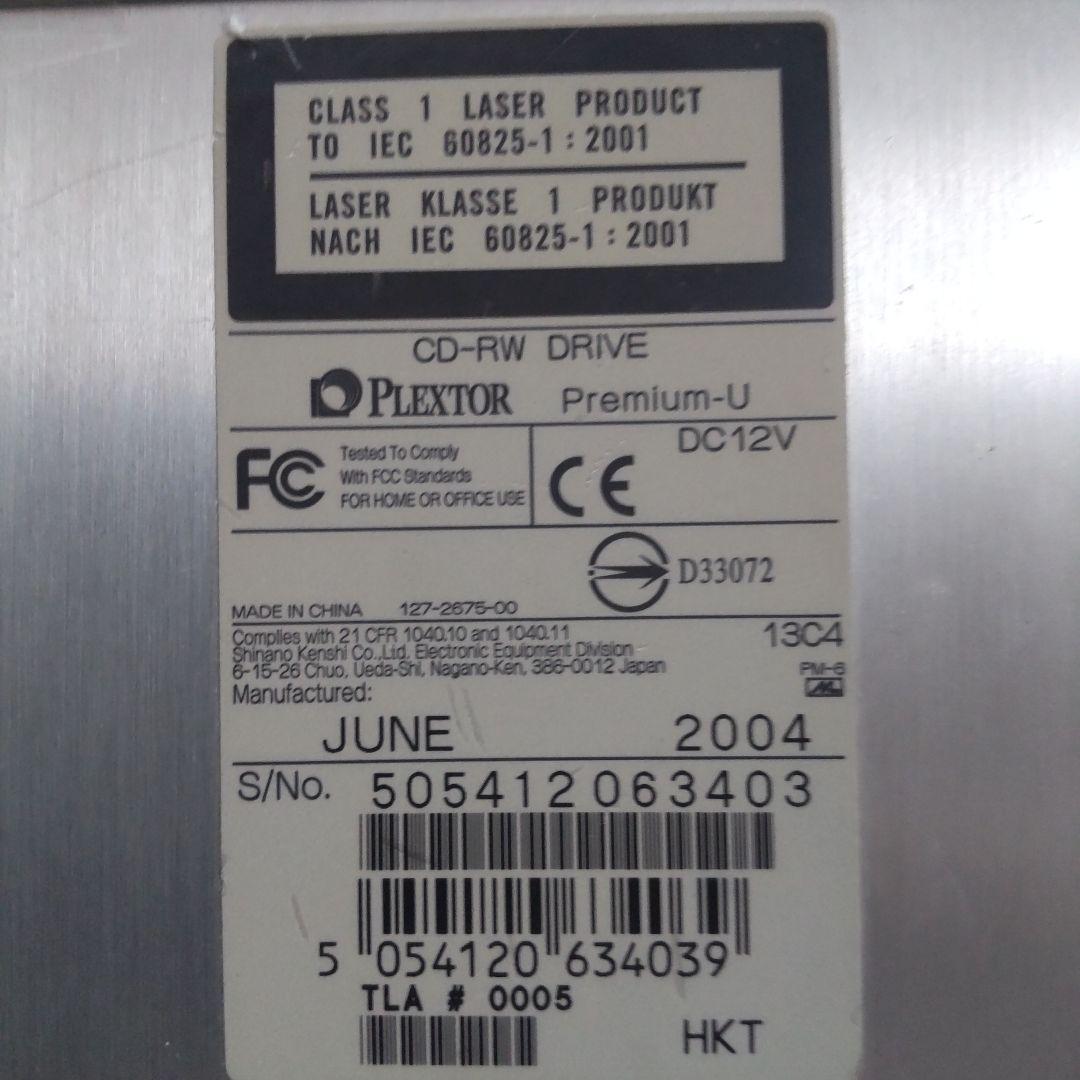 CLASS 1 LASER PRODUCT
TO IEC 60825-1 : 2001
LASER KLASSE 1 PRODUKT
NACH IEC 60825-1 : 2001
CD-RW DRIVE
PLEXTOR Premium-U
DC12V
FC Tested To Comply
With FCC Standards
FOR HOME OR OFFICE USE
CE
D33072
MADE IN CHINA 127-2675-00
Complies with 21 CFR 1040.10 and 1040.11
Shinano Kenshi Co.,Ltd. Electronic Equipment Division
6-15-26 Chuo, Ueda-Shi, Nagano-Ken, 386-0012 Japan
13C4
PM-6
Manufactured:
JUNE 2004
S/No. 505412063403
5 054120 634039
TLA # 0005
HKT